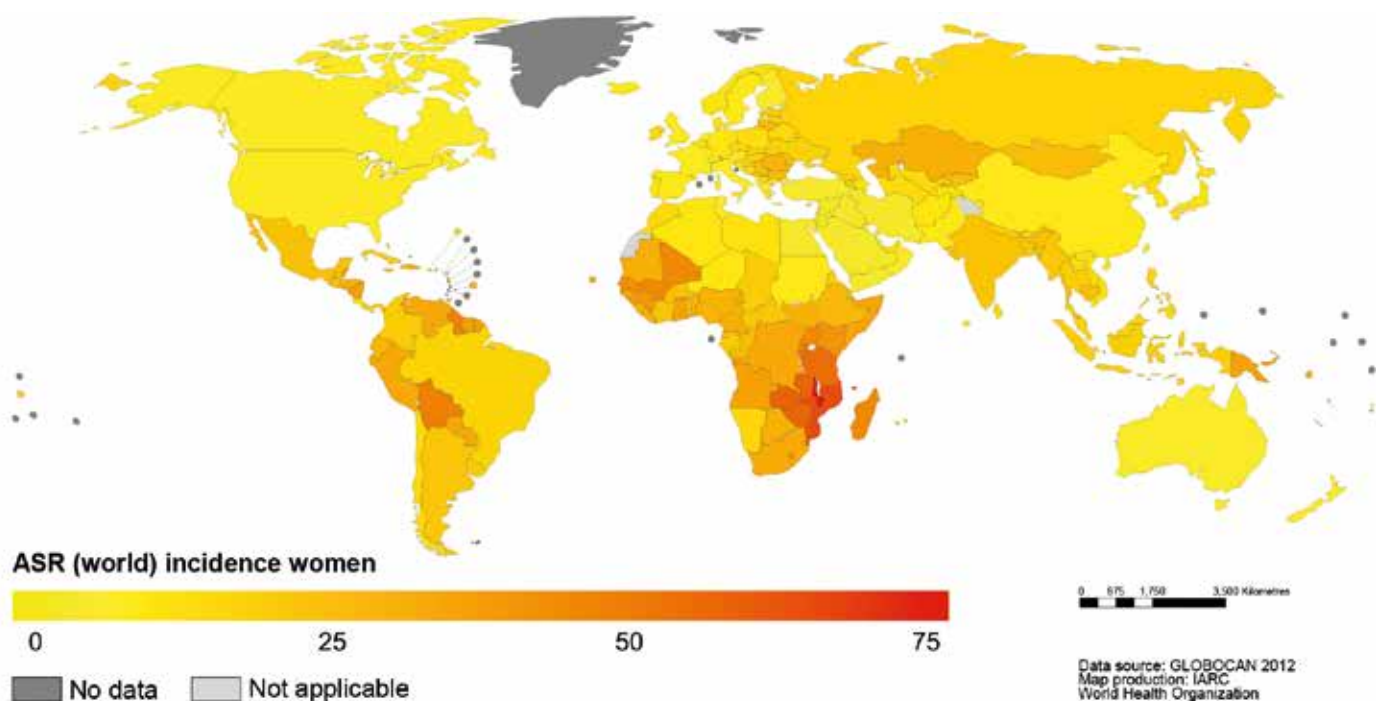 ASR (world) incidence women
0 25 50 75
No data Not applicable
0 875 1,750 3,500 Kilometres
Data source: GLOBOCAN 2012
Map production: IARC
World Health Organization